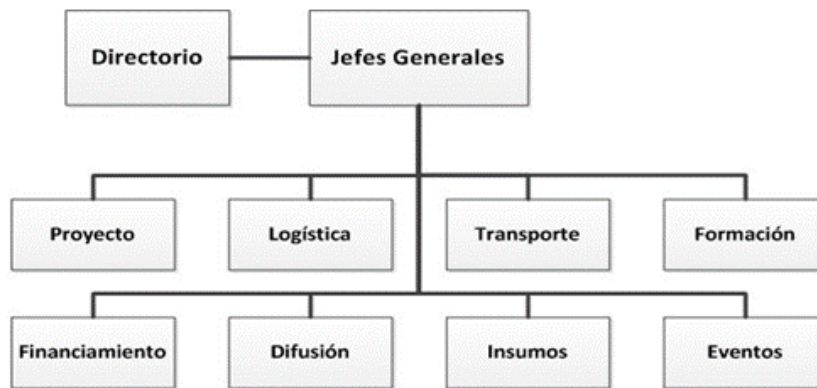 Directorio
Jefes Generales
Proyecto
Logística
Transporte
Formación
Financiamiento
Difusión
Insumos
Eventos